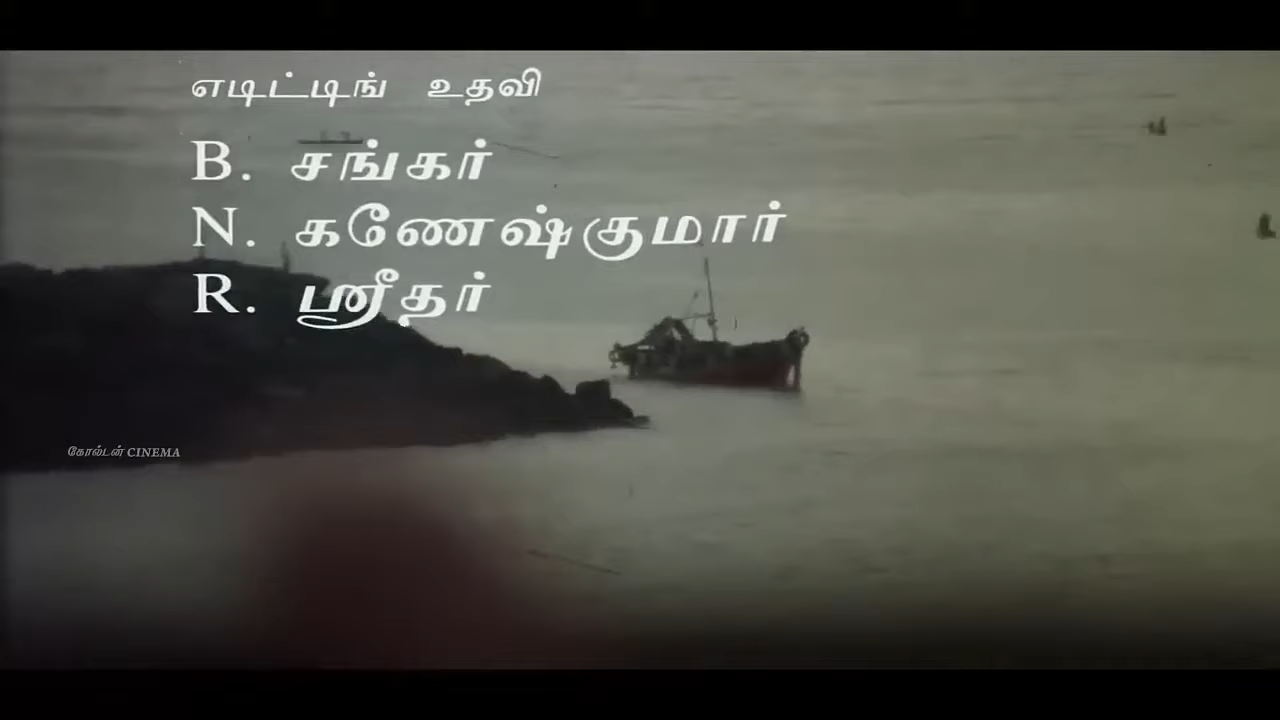 எடிட்டிங் உதவி
B. சங்கர்
N. கணேஷ்குமார்
R. ஸ்ரீதர்
கோல்டன் CINEMA